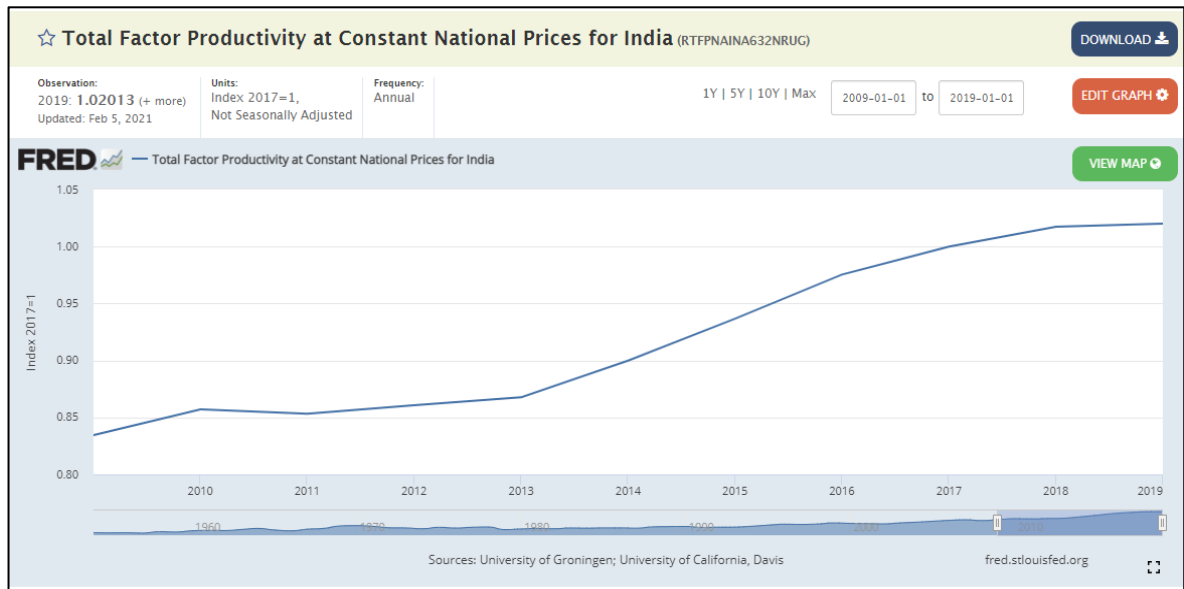 Total Factor Productivity at Constant National Prices for India (RTFPNAINA632NRUG)
DOWNLOAD
Observation:
2019: 1.02013 (+ more)
Updated: Feb 5, 2021
Units:
Index 2017=1,
Not Seasonally Adjusted
Frequency:
Annual
1Y | 5Y | 10Y | Max
2009-01-01 to 2019-01-01
EDIT GRAPH
FRED — Total Factor Productivity at Constant National Prices for India
VIEW MAP
Index 2017=1
1.05
1.00
0.95
0.90
0.85
0.80
2010 2011 2012 2013 2014 2015 2016 2017 2018 2019
1960 1970 1980 1990 2000 2010
Sources: University of Groningen; University of California, Davis
fred.stlouisfed.org